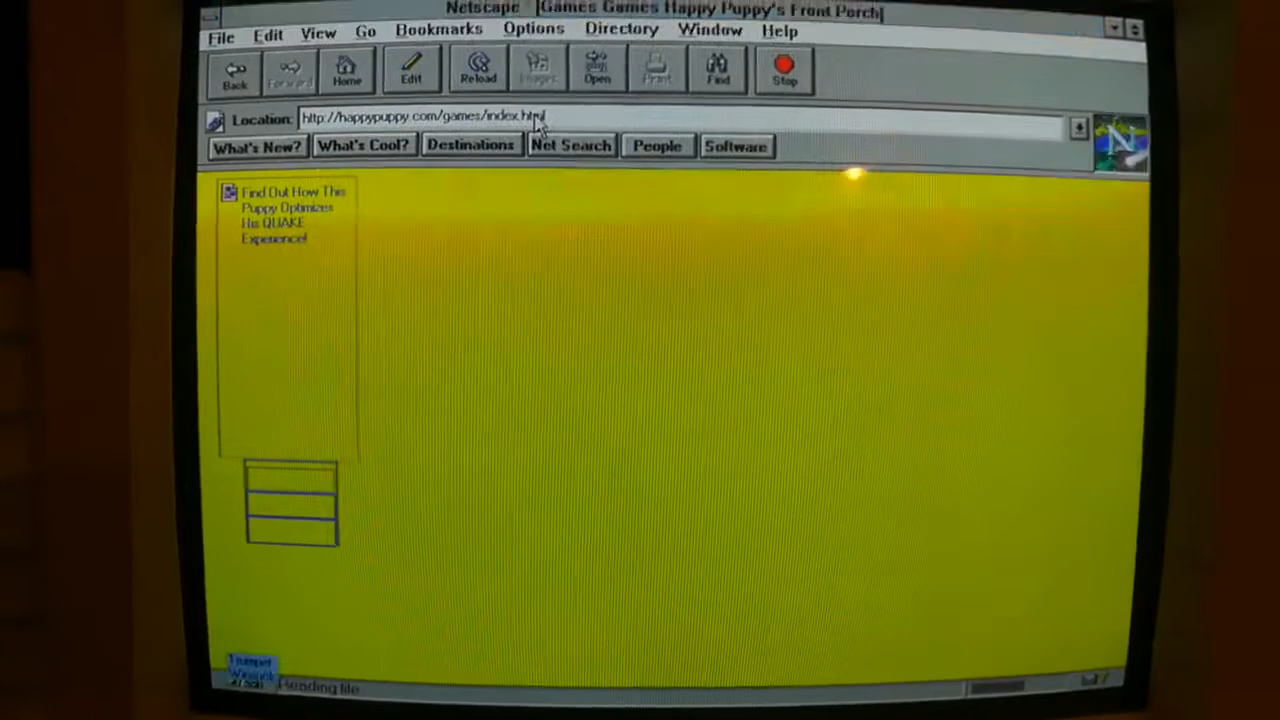 Netscape - [Games Games Happy Puppy's Front Porch]
File Edit View Go Bookmarks Options Directory Window Help
Back Forward Home Edit Reload Images Open Print Find Stop
Location: http://happypuppy.com/games/index.html
N
What's New? What's Cool? Destinations Net Search People Software
Find Out How This
Puppy Optimizes
His QUAKE
Experience!
Trumpet
Winsock
file